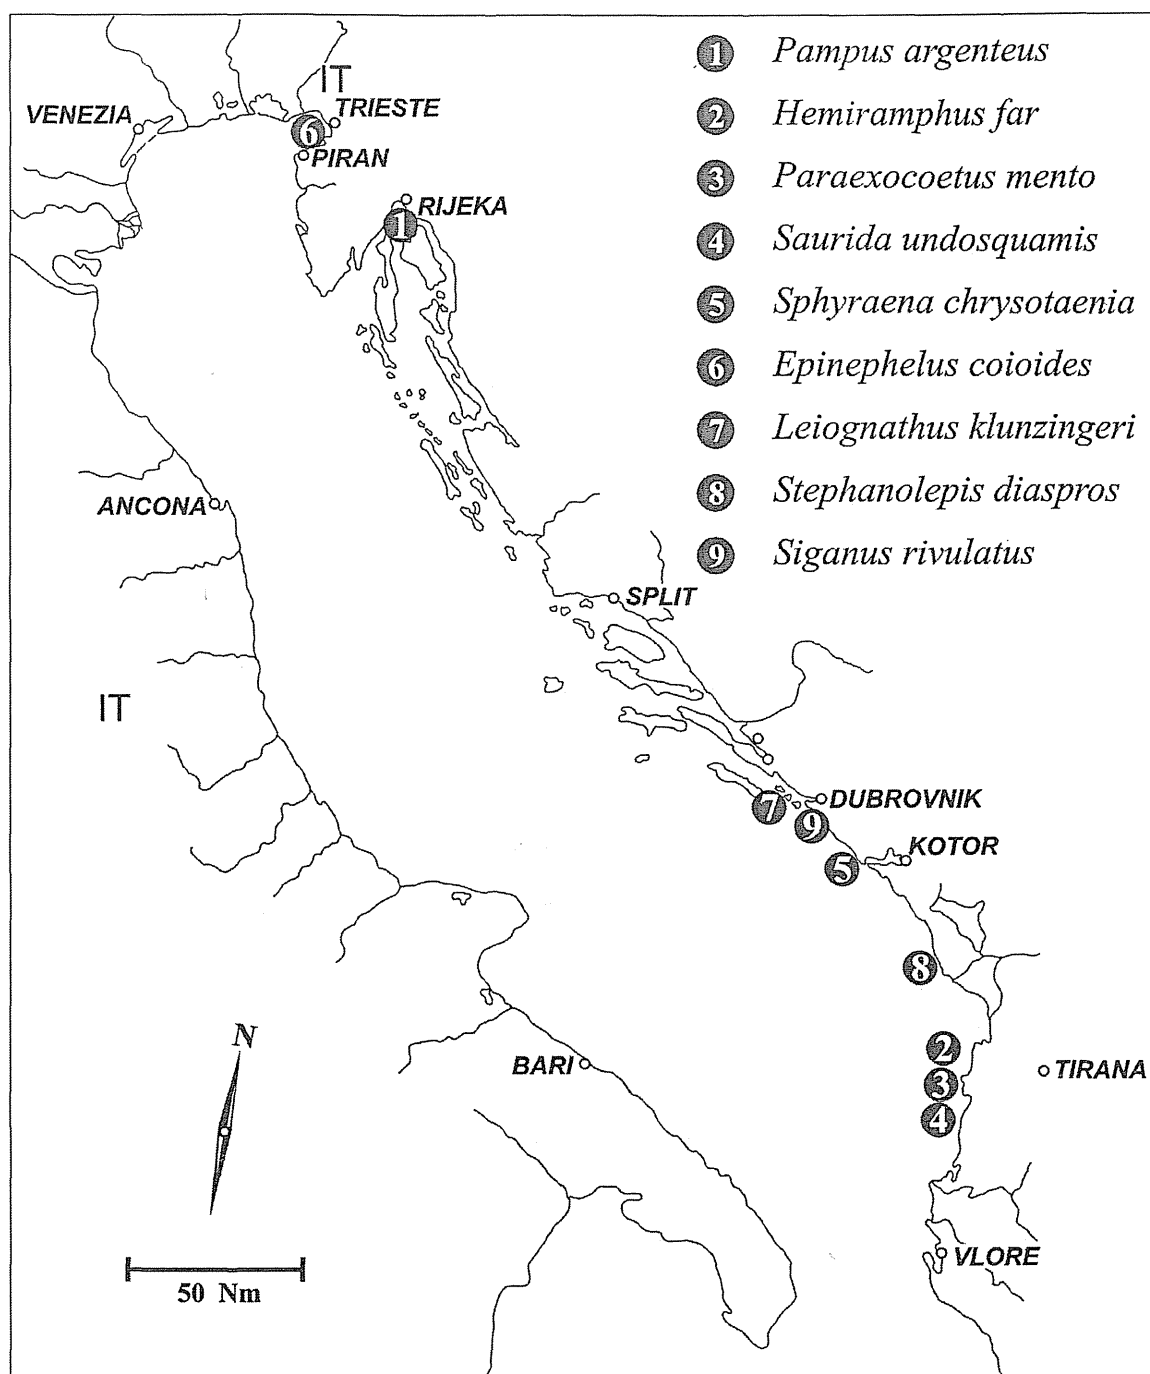 1 Pampus argenteus
2 Hemiramphus far
3 Paraexocoetus mento
4 Saurida undosquamis
5 Sphyraena chrysotaenia
6 Epinephelus coioides
7 Leiognathus klunzingeri
8 Stephanolepis diaspros
9 Siganus rivulatus
IT
VENEZIA
TRIESTE
6
PIRAN
RIJEKA
1
ANCONA
SPLIT
IT
7
DUBROVNIK
9
KOTOR
5
8
N
2
BARI
TIRANA
3
4
VLORE
50 Nm